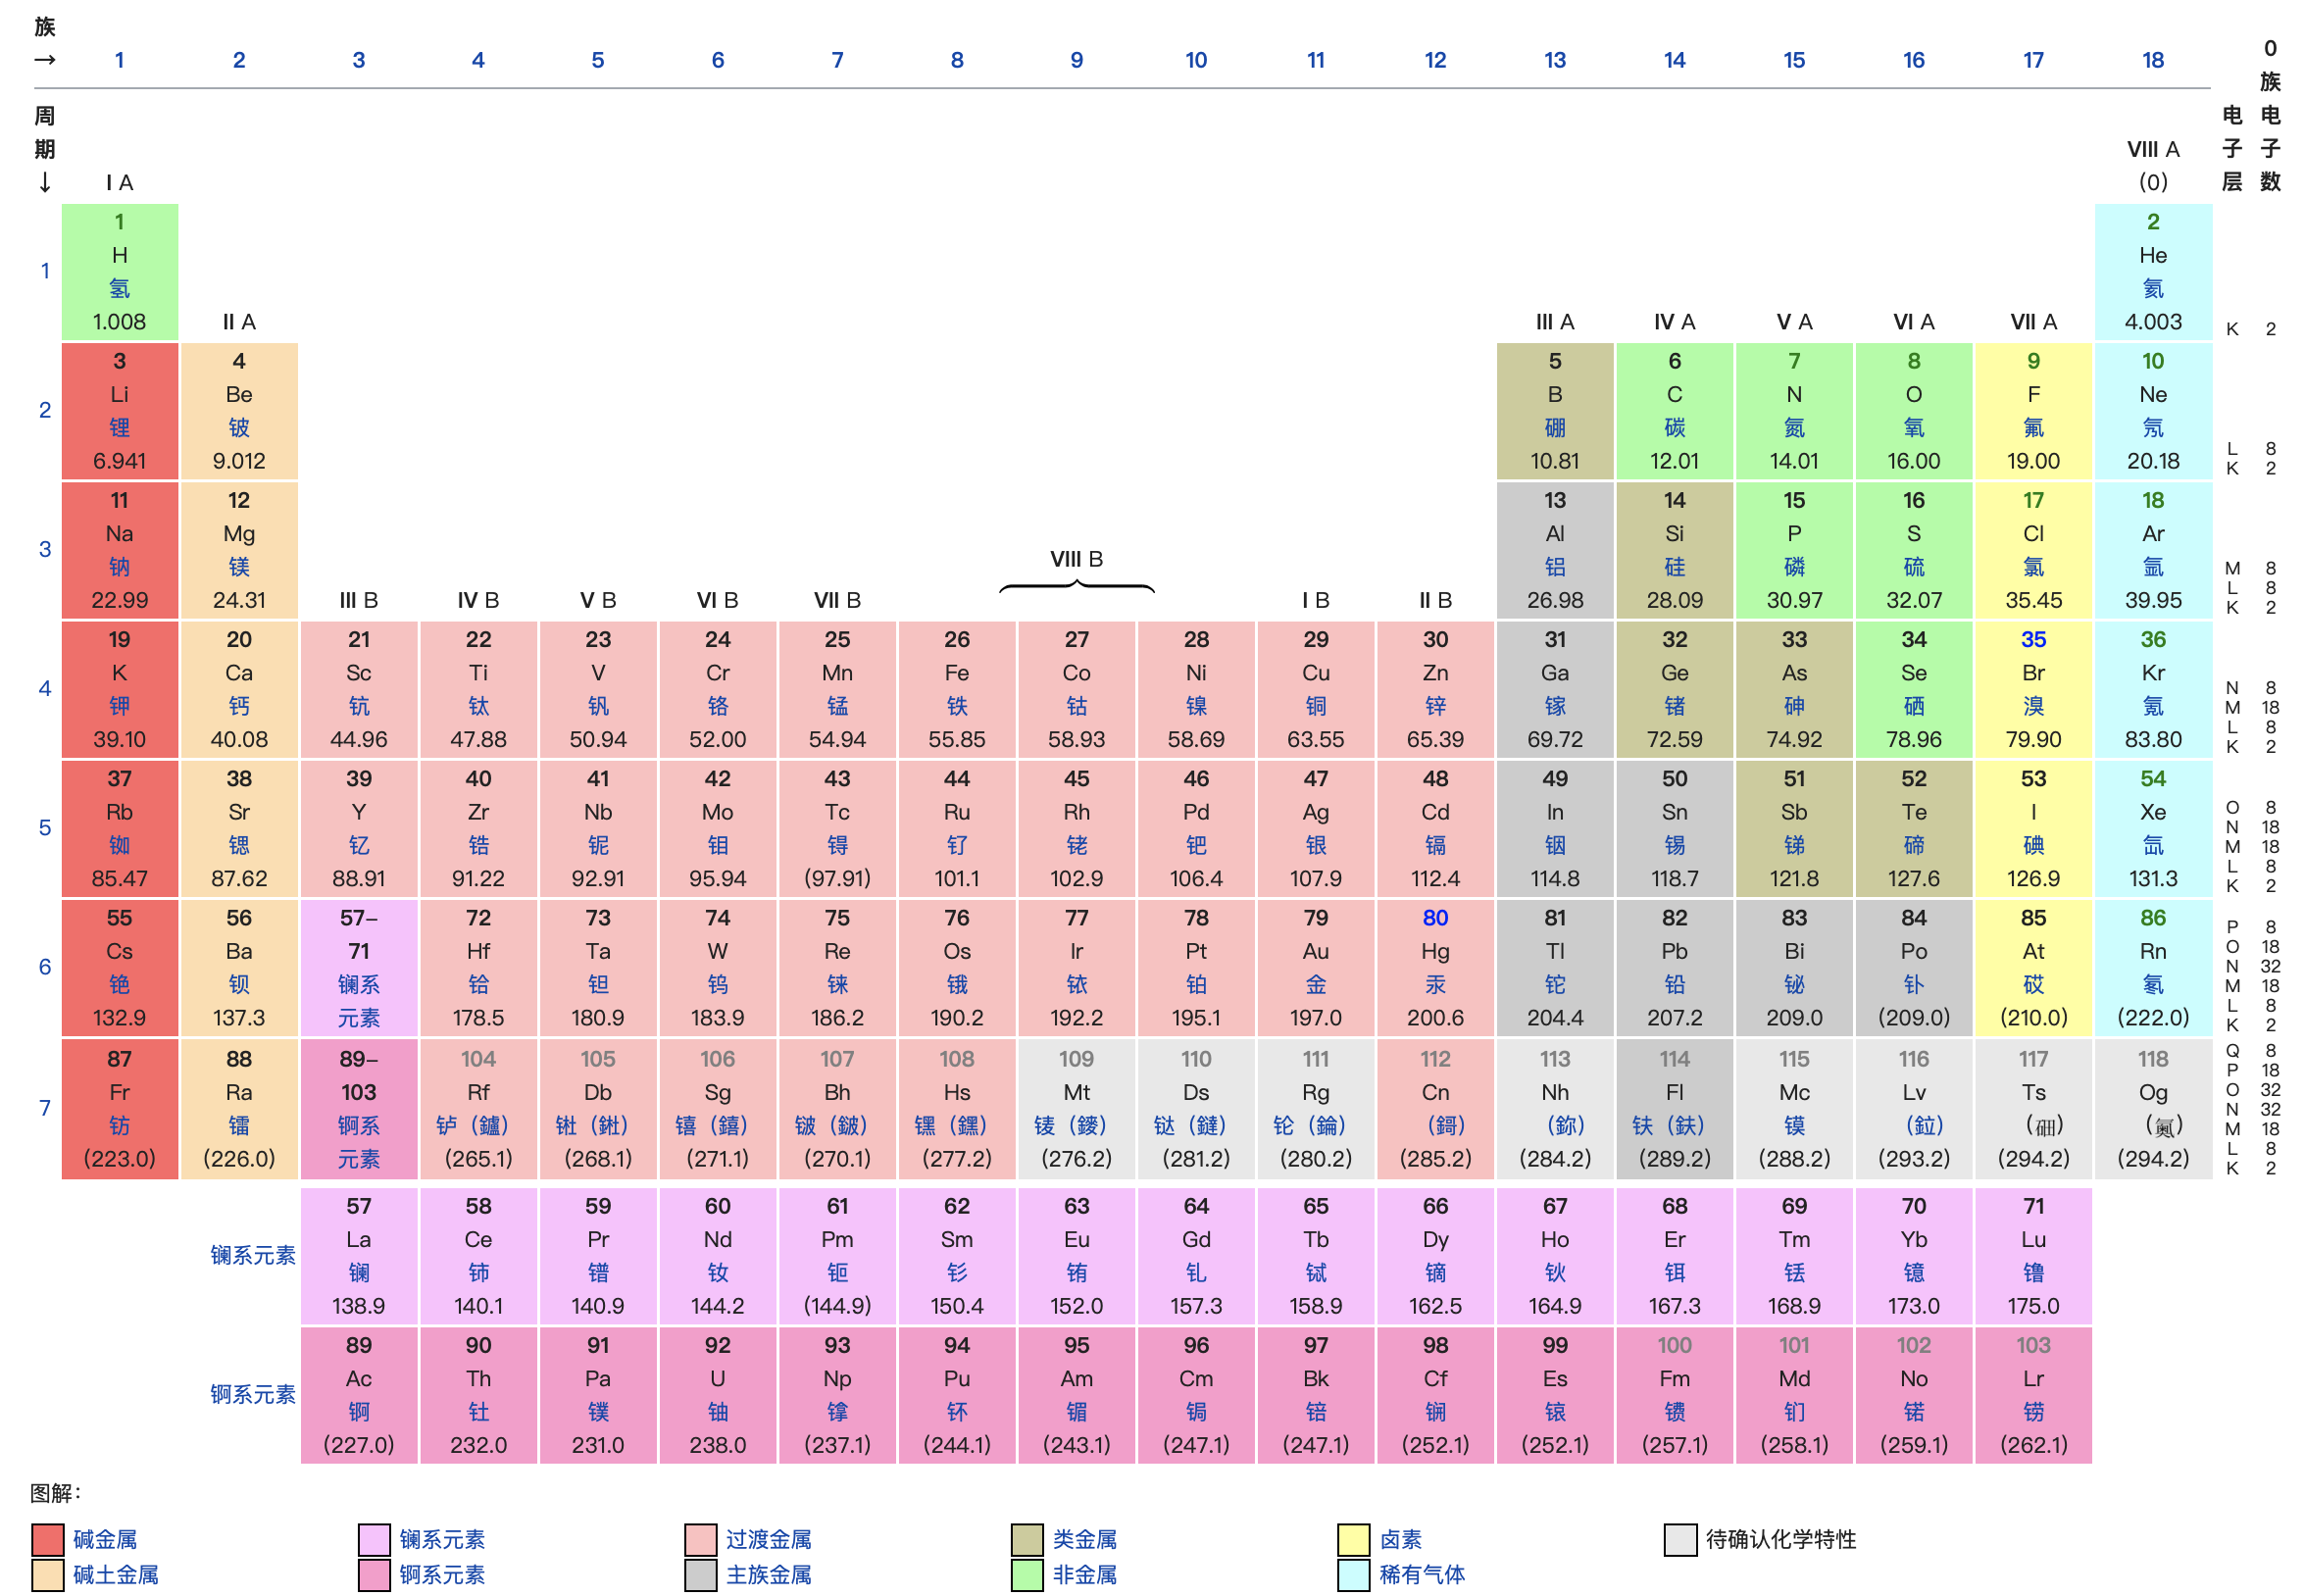 族
→ 1 2 3 4 5 6 7 8 9 10 11 12 13 14 15 16 17 18
0族电子数
电子层
周期↓
I A
VIII A
(0)
1
1 2
H He
氢 氦
1.008 II A III A IV A V A VI A VII A 4.003 K 2
2
3 4 5 6 7 8 9 10
Li Be B C N O F Ne
锂 铍 硼 碳 氮 氧 氟 氖
6.941 9.012 10.81 12.01 14.01 16.00 19.00 20.18
L 8
K 2
3
11 12 13 14 15 16 17 18
Na Mg Al Si P S Cl Ar
钠 镁 VIII B 铝 硅 磷 硫 氯 氩
22.99 24.31 III B IV B V B VI B VII B I B II B 26.98 28.09 30.97 32.07 35.45 39.95
M 8
L 8
K 2
4
19 20 21 22 23 24 25 26 27 28 29 30 31 32 33 34 35 36
K Ca Sc Ti V Cr Mn Fe Co Ni Cu Zn Ga Ge As Se Br Kr
钾 钙 钪 钛 钒 铬 锰 铁 钴 镍 铜 锌 镓 锗 砷 硒 溴 氪
39.10 40.08 44.96 47.88 50.94 52.00 54.94 55.85 58.93 58.69 63.55 65.39 69.72 72.59 74.92 78.96 79.90 83.80
N 8
M 18
L 8
K 2
5
37 38 39 40 41 42 43 44 45 46 47 48 49 50 51 52 53 54
Rb Sr Y Zr Nb Mo Tc Ru Rh Pd Ag Cd In Sn Sb Te I Xe
铷 锶 钇 锆 铌 钼 锝 钌 铑 钯 银 镉 铟 锡 锑 碲 碘 氙
85.47 87.62 88.91 91.22 92.91 95.94 (97.91) 101.1 102.9 106.4 107.9 112.4 114.8 118.7 121.8 127.6 126.9 131.3
O 8
N 18
M 18
L 8
K 2
6
55 56 57– 72 73 74 75 76 77 78 79 80 81 82 83 84 85 86
Cs Ba 71 Hf Ta W Re Os Ir Pt Au Hg Tl Pb Bi Po At Rn
铯 钡 镧系 铪 钽 钨 铼 锇 铱 铂 金 汞 铊 铅 铋 钋 砹 氡
132.9 137.3 元素 178.5 180.9 183.9 186.2 190.2 192.2 195.1 197.0 200.6 204.4 207.2 209.0 (209.0) (210.0) (222.0)
P 8
O 18
N 32
M 18
L 8
K 2
7
87 88 89– 104 105 106 107 108 109 110 111 112 113 114 115 116 117 118
Fr Ra 103 Rf Db Sg Bh Hs Mt Ds Rg Cn Nh Fl Mc Lv Ts Og
钫 镭 锕系 𬬻（鑪） 𬭊（𨧀） 𬭳（𨭎） 𬭛（𨨏） 𬭶（𨭆） 鿏（䥑） 𫟼（鐽） 𬬭（錀） （鎶） （鉨） 𫓧（鈇） 镆 （鉝） （鿬） （鿫）
(223.0) (226.0) 元素 (265.1) (268.1) (271.1) (270.1) (277.2) (276.2) (281.2) (280.2) (285.2) (284.2) (289.2) (288.2) (293.2) (294.2) (294.2)
Q 8
P 18
O 32
N 32
M 18
L 8
K 2
镧系元素
57 58 59 60 61 62 63 64 65 66 67 68 69 70 71
La Ce Pr Nd Pm Sm Eu Gd Tb Dy Ho Er Tm Yb Lu
镧 铈 镨 钕 钷 钐 铕 钆 铽 镝 钬 铒 铥 镱 镥
138.9 140.1 140.9 144.2 (144.9) 150.4 152.0 157.3 158.9 162.5 164.9 167.3 168.9 173.0 175.0
锕系元素
89 90 91 92 93 94 95 96 97 98 99 100 101 102 103
Ac Th Pa U Np Pu Am Cm Bk Cf Es Fm Md No Lr
锕 钍 镤 铀 镎 钚 镅 锔 锫 锎 锿 镄 钔 锘 铹
(227.0) 232.0 231.0 238.0 (237.1) (244.1) (243.1) (247.1) (247.1) (252.1) (252.1) (257.1) (258.1) (259.1) (262.1)
图解：
碱金属 镧系元素 过渡金属 类金属 卤素 待确认化学特性
碱土金属 锕系元素 主族金属 非金属 稀有气体